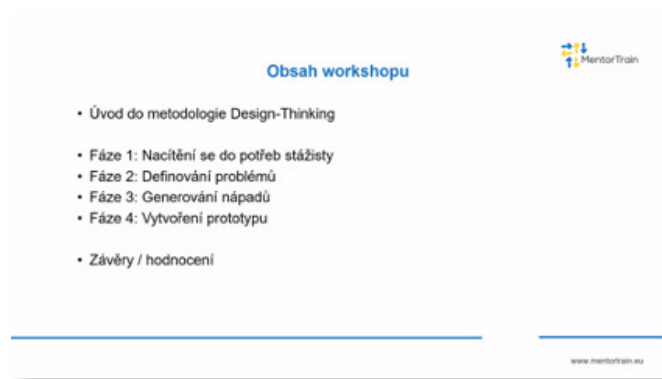 MentorTrain
Obsah workshopu
• Úvod do metodologie Design-Thinking
• Fáze 1: Nacítění se do potřeb stážisty
• Fáze 2: Definování problémů
• Fáze 3: Generování nápadů
• Fáze 4: Vytvoření prototypu
• Závěry / hodnocení
www.mentortrain.eu